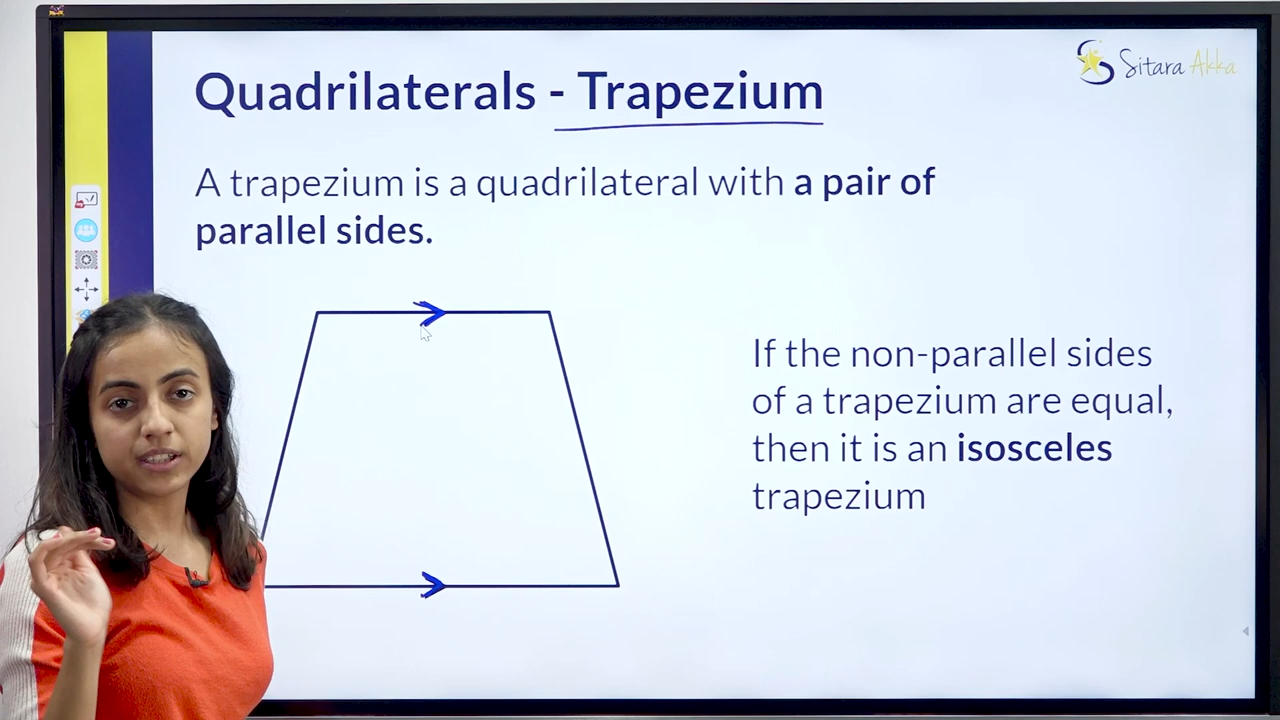 Quadrilaterals - Trapezium
Sitara Akka
A trapezium is a quadrilateral with a pair of
parallel sides.
If the non-parallel sides
of a trapezium are equal,
then it is an isosceles
trapezium